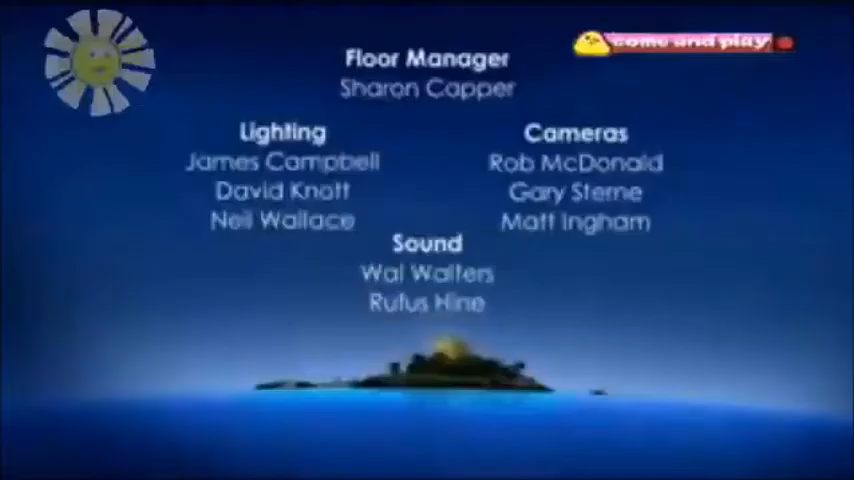 come and play
Floor Manager
Sharon Capper
Lighting
James Campbell
David Knott
Neil Wallace
Cameras
Rob McDonald
Gary Sterne
Matt Ingham
Sound
Wal Walters
Rufus Hine